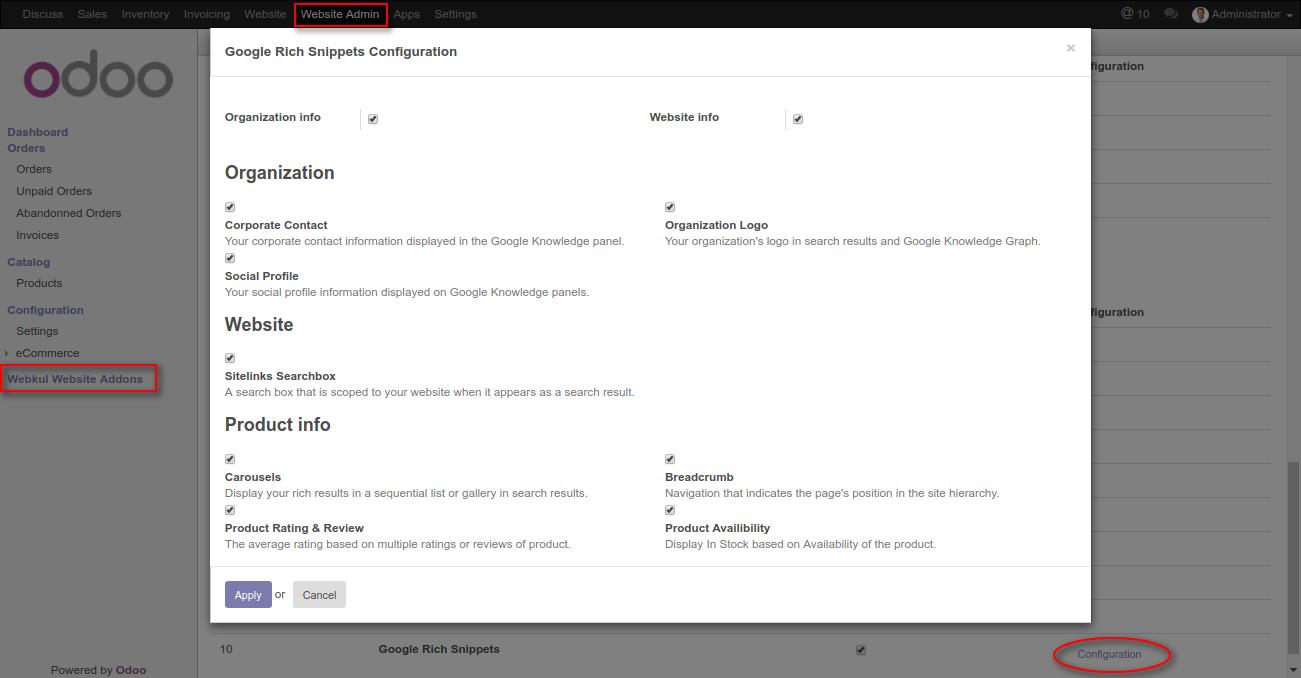 Discuss Sales Inventory Invoicing Website Website Admin Apps Settings @ 10 Administrator
odoo
Dashboard
Orders
Orders
Unpaid Orders
Abandonned Orders
Invoices
Catalog
Products
Configuration
Settings
eCommerce
Webkul Website Addons
Powered by Odoo
Google Rich Snippets Configuration ×
Organization info Website info
Organization
Corporate Contact Organization Logo
Your corporate contact information displayed in the Google Knowledge panel. Your organization's logo in search results and Google Knowledge Graph.
Social Profile
Your social profile information displayed on Google Knowledge panels.
Website
Sitelinks Searchbox
A search box that is scoped to your website when it appears as a search result.
Product info
Carousels Breadcrumb
Display your rich results in a sequential list or gallery in search results. Navigation that indicates the page's position in the site hierarchy.
Product Rating & Review Product Availibility
The average rating based on multiple ratings or reviews of product. Display In Stock based on Availability of the product.
Apply or Cancel
figuration
figuration
10 Google Rich Snippets Configuration